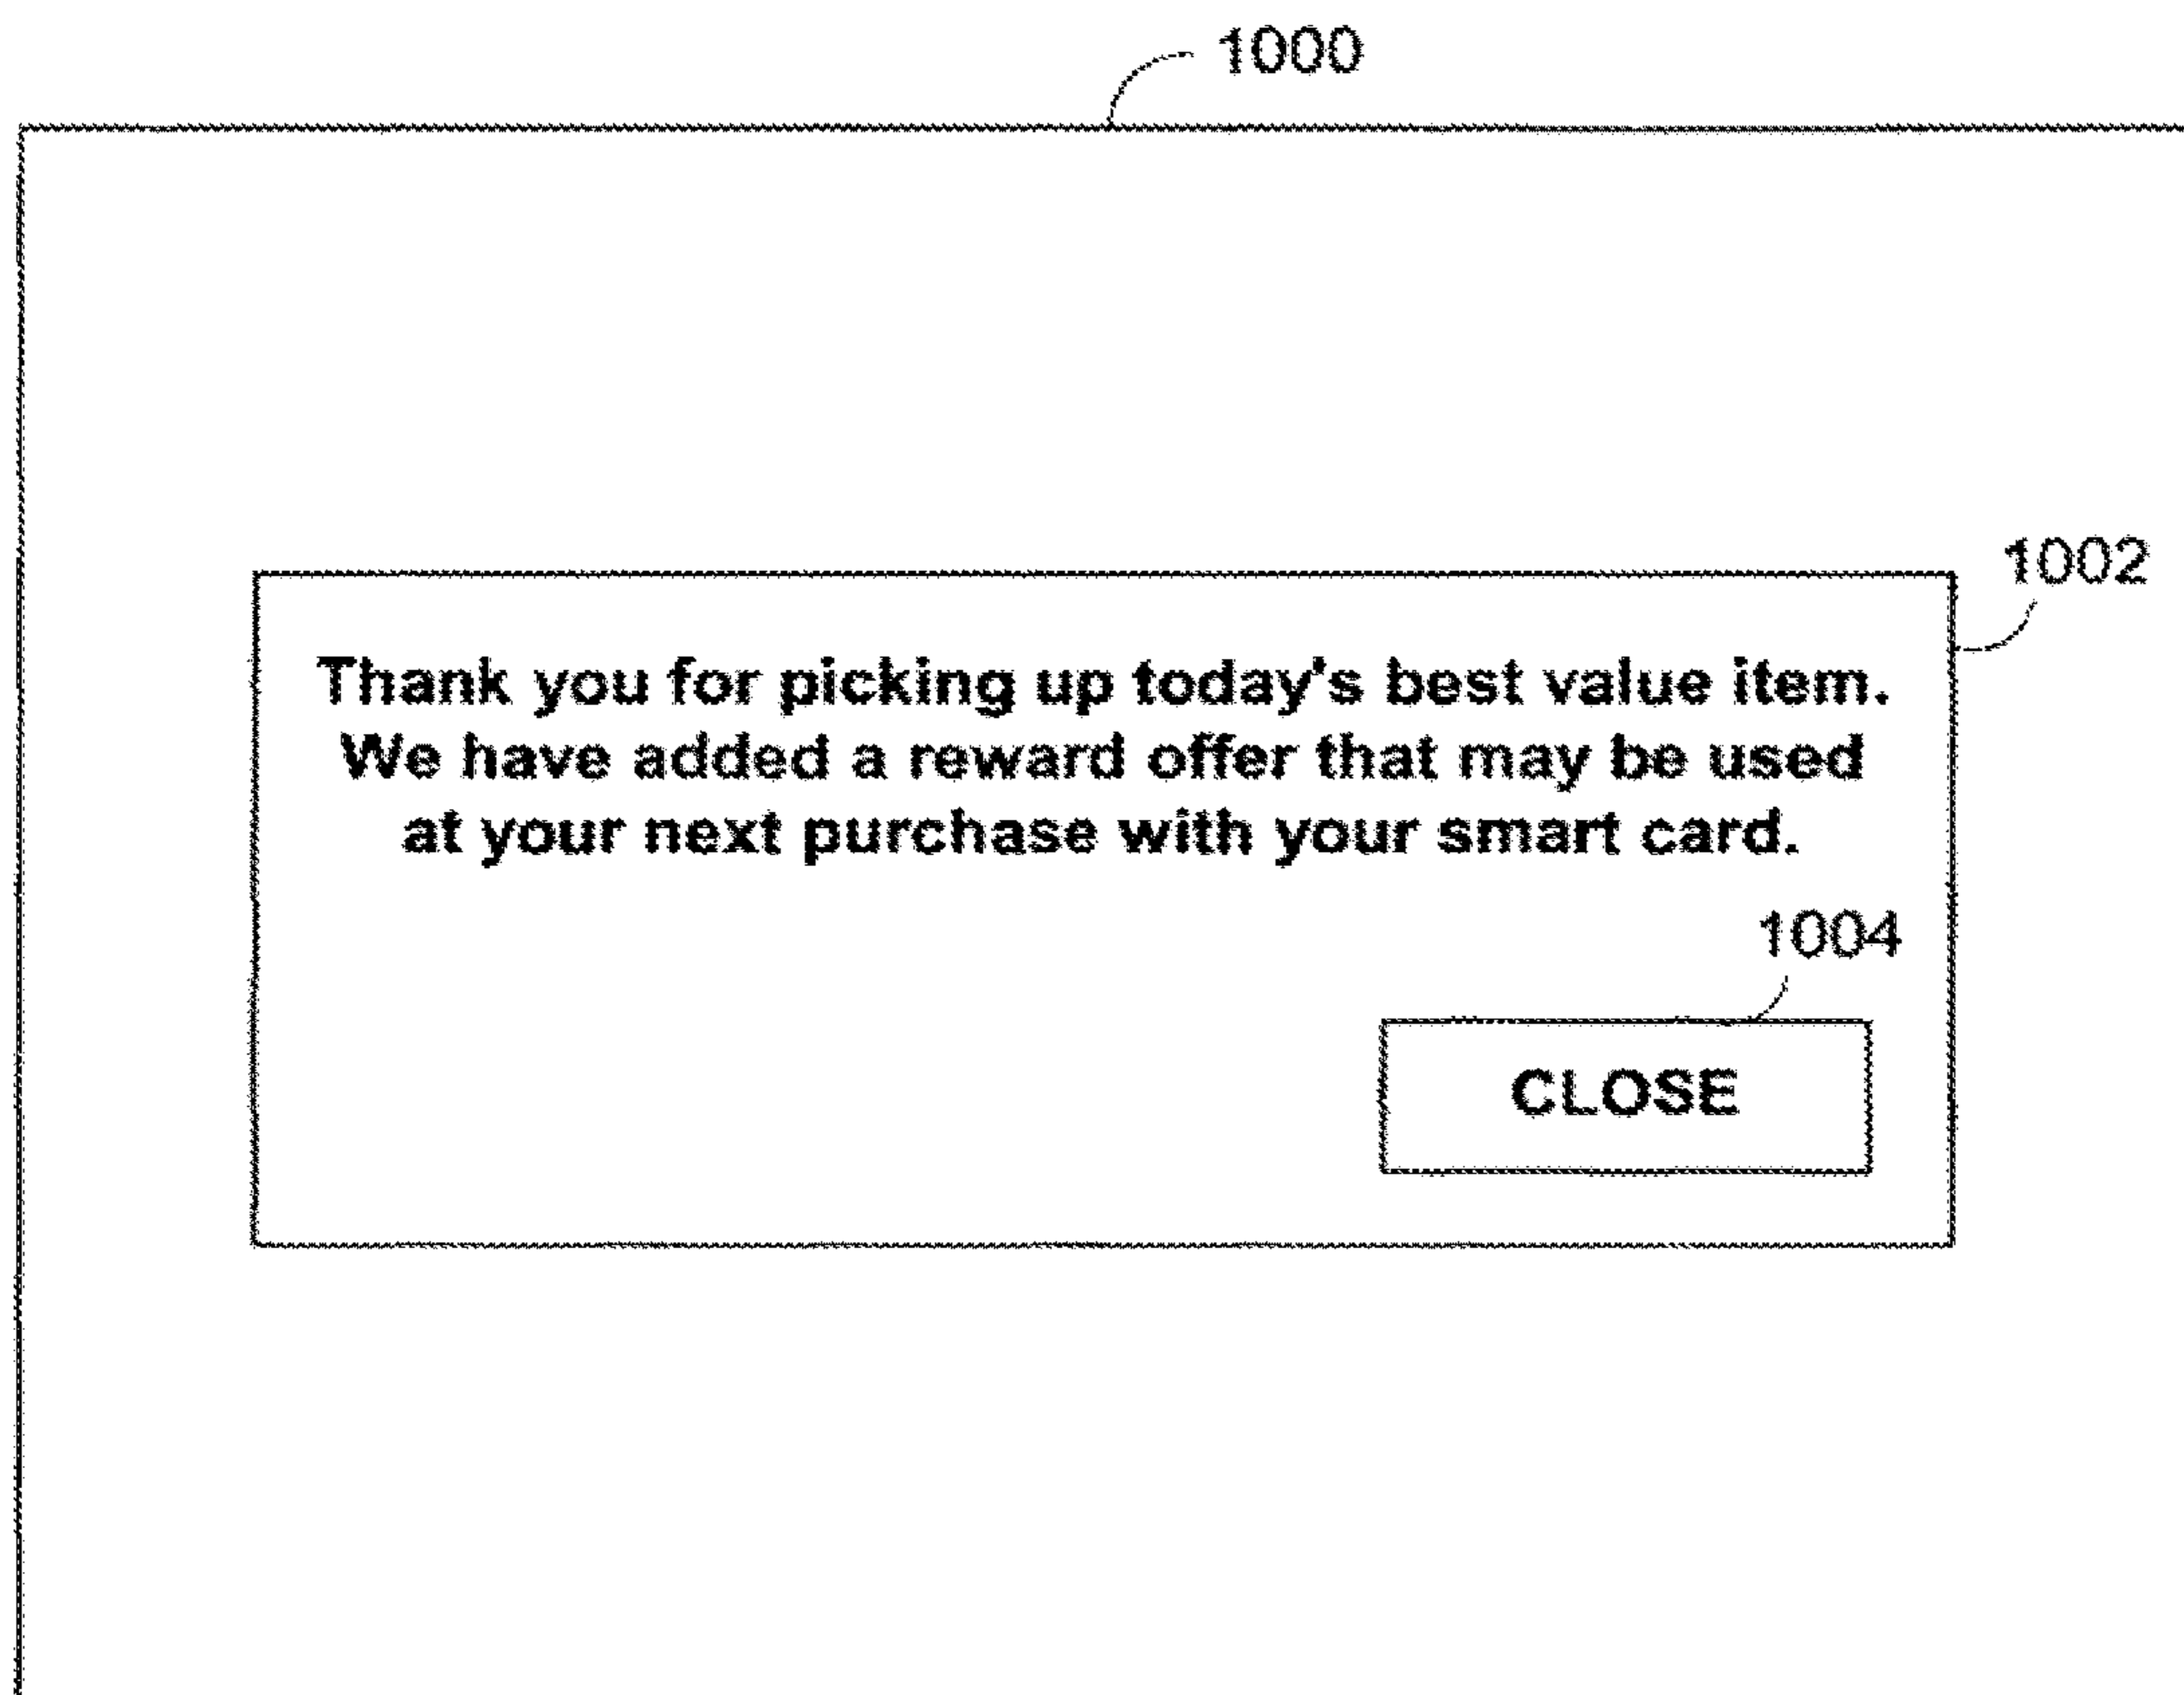 1000
1002
Thank you for picking up today's best value item.
We have added a reward offer that may be used
at your next purchase with your smart card.
1004
CLOSE